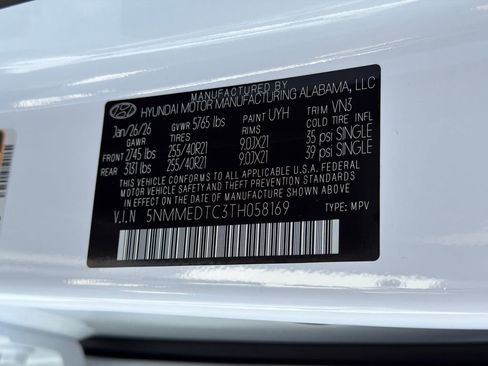 MANUFACTURED BY
HYUNDAI MOTOR MANUFACTURING ALABAMA, LLC
Jan/26/26 GVWR 5765 lbs PAINT UYH TRIM VN3
GAWR TIRES RIMS COLD TIRE INFL
FRONT 2745 lbs 255/40R21 9.0JX21 35 psi SINGLE
REAR 3131 lbs 255/40R21 9.0JX21 39 psi SINGLE
THIS VEHICLE CONFORMS TO ALL APPLICABLE U.S.A. FEDERAL
MOTOR VEHICLE SAFETY AND THEFT PREVENTION STANDARDS
IN EFFECT ON THE DATE OF MANUFACTURE SHOWN ABOVE.
V.I.N 5NMMEDTC3TH058169 TYPE: MPV